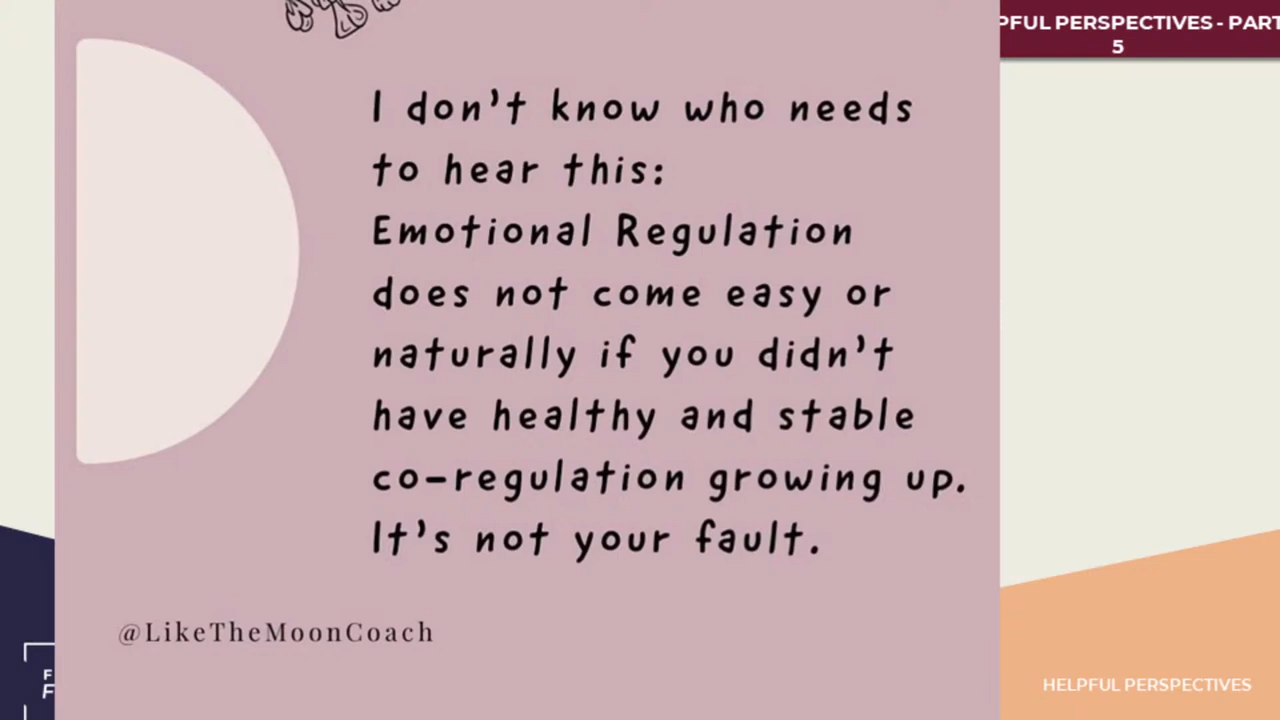 PFUL PERSPECTIVES - PART
5
I don't know who needs
to hear this:
Emotional Regulation
does not come easy or
naturally if you didn't
have healthy and stable
co-regulation growing up.
It's not your fault.
@LikeTheMoonCoach
F
F
HELPFUL PERSPECTIVES